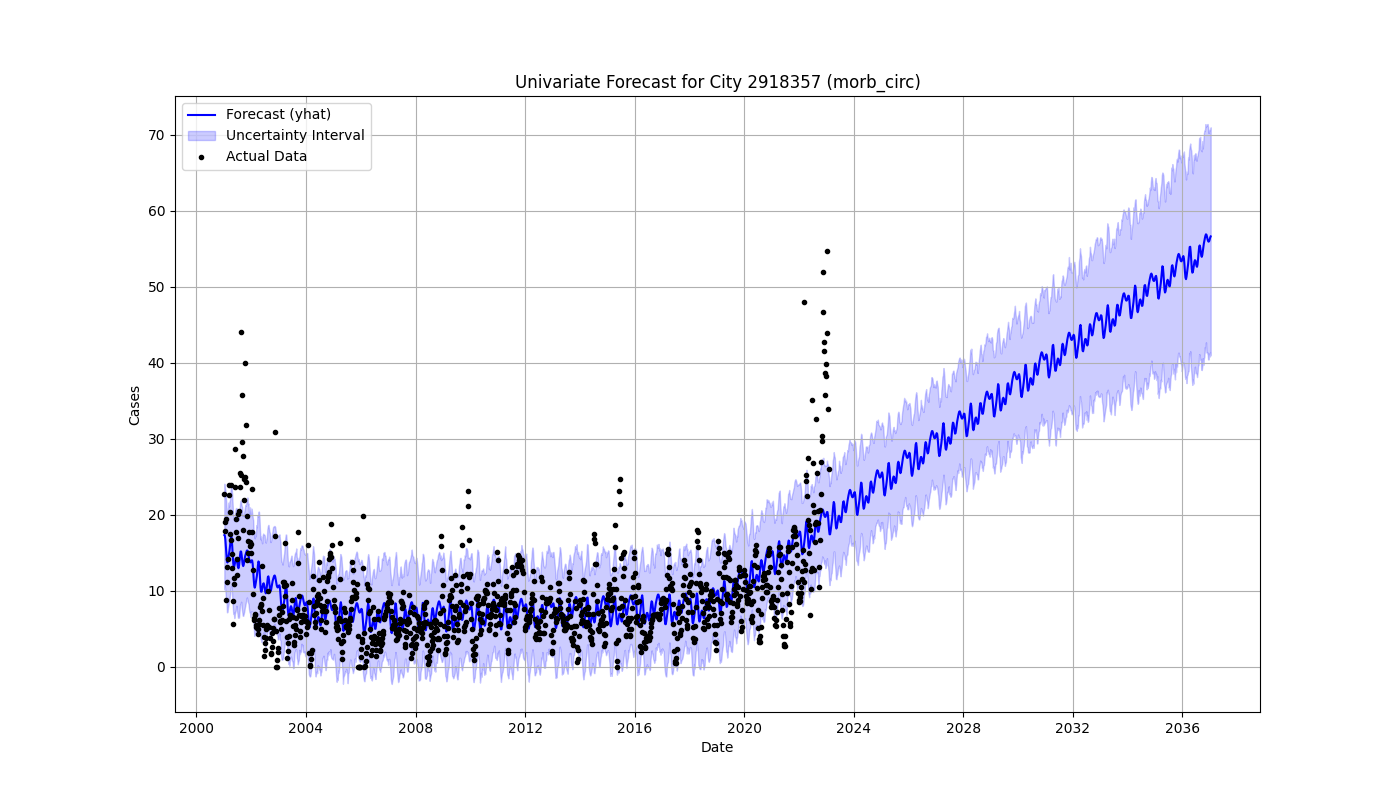 Univariate Forecast for City 2918357 (morb_circ)
Forecast (yhat)
Uncertainty Interval
Actual Data
70
60
50
40
30
20
10
0
Cases
2000 2004 2008 2012 2016 2020 2024 2028 2032 2036
Date